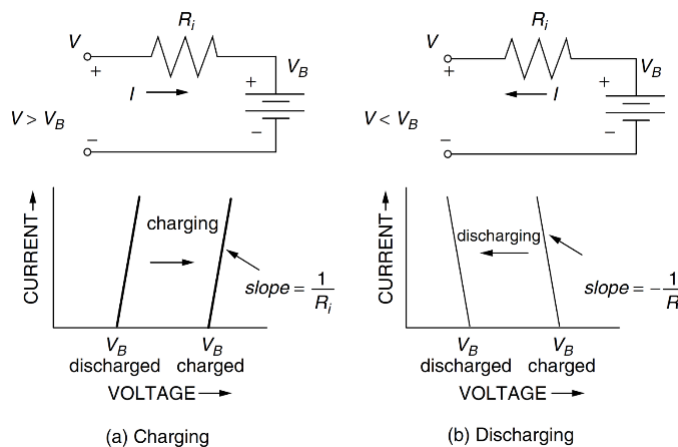 V
R_i
V_B
+
+
I
V > V_B
−
−
CURRENT
charging
slope = 1/R_i
V_B
discharged
V_B
charged
VOLTAGE
(a) Charging
V
R_i
V_B
+
+
I
V < V_B
−
−
CURRENT
discharging
slope = −1/R
V_B
discharged
V_B
charged
VOLTAGE
(b) Discharging